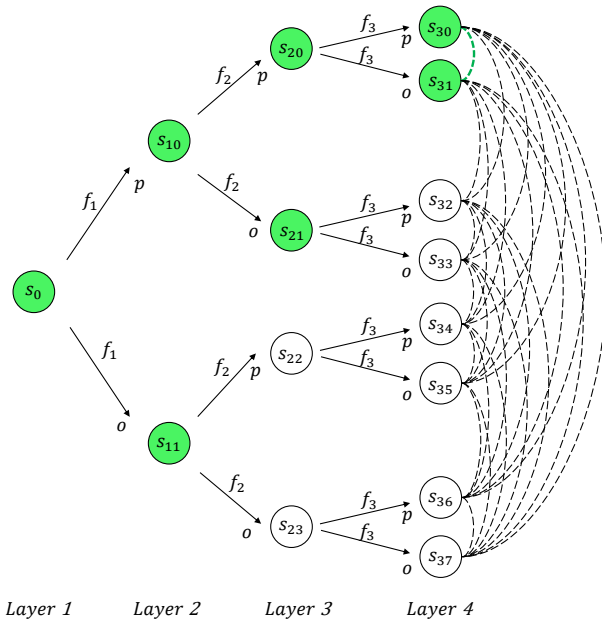 s30
f3
p
s20
f3
f2
p
s31
o
s10
f2
s32
f3
p
f1
p
o
s21
f3
s33
o
s0
f3
s34
p
f1
s22
f3
f2
p
s35
o
o
s11
f2
f3
s36
p
o
s23
f3
s37
o
Layer 1 Layer 2 Layer 3 Layer 4